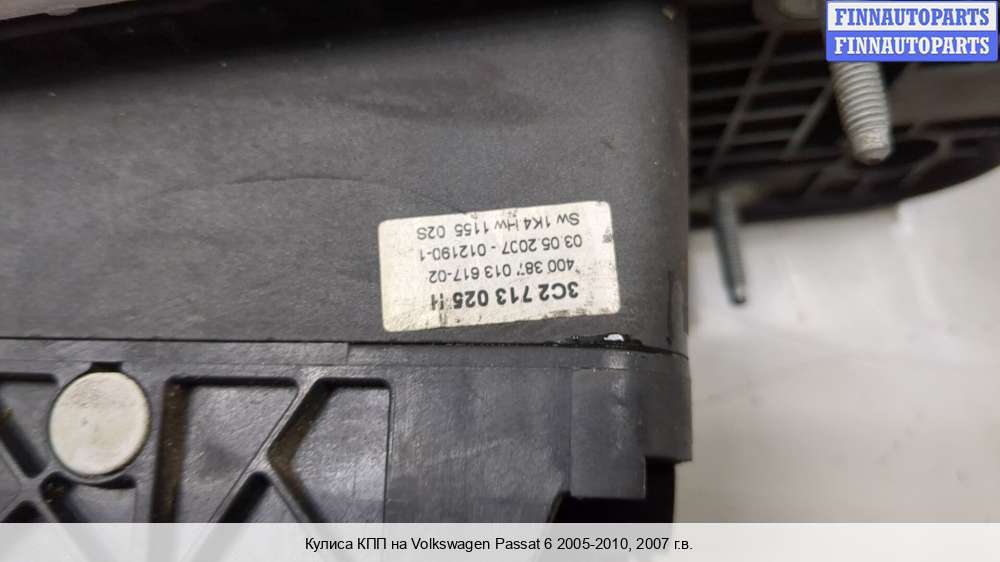 FINNAUTOPARTS
FINNAUTOPARTS
3C2 713 025 H
400 387 013 617-02
03.05.2007 - 012190-1
Sw 1K4 Hw 1155 02S
Кулиса КПП на Volkswagen Passat 6 2005-2010, 2007 г.в.